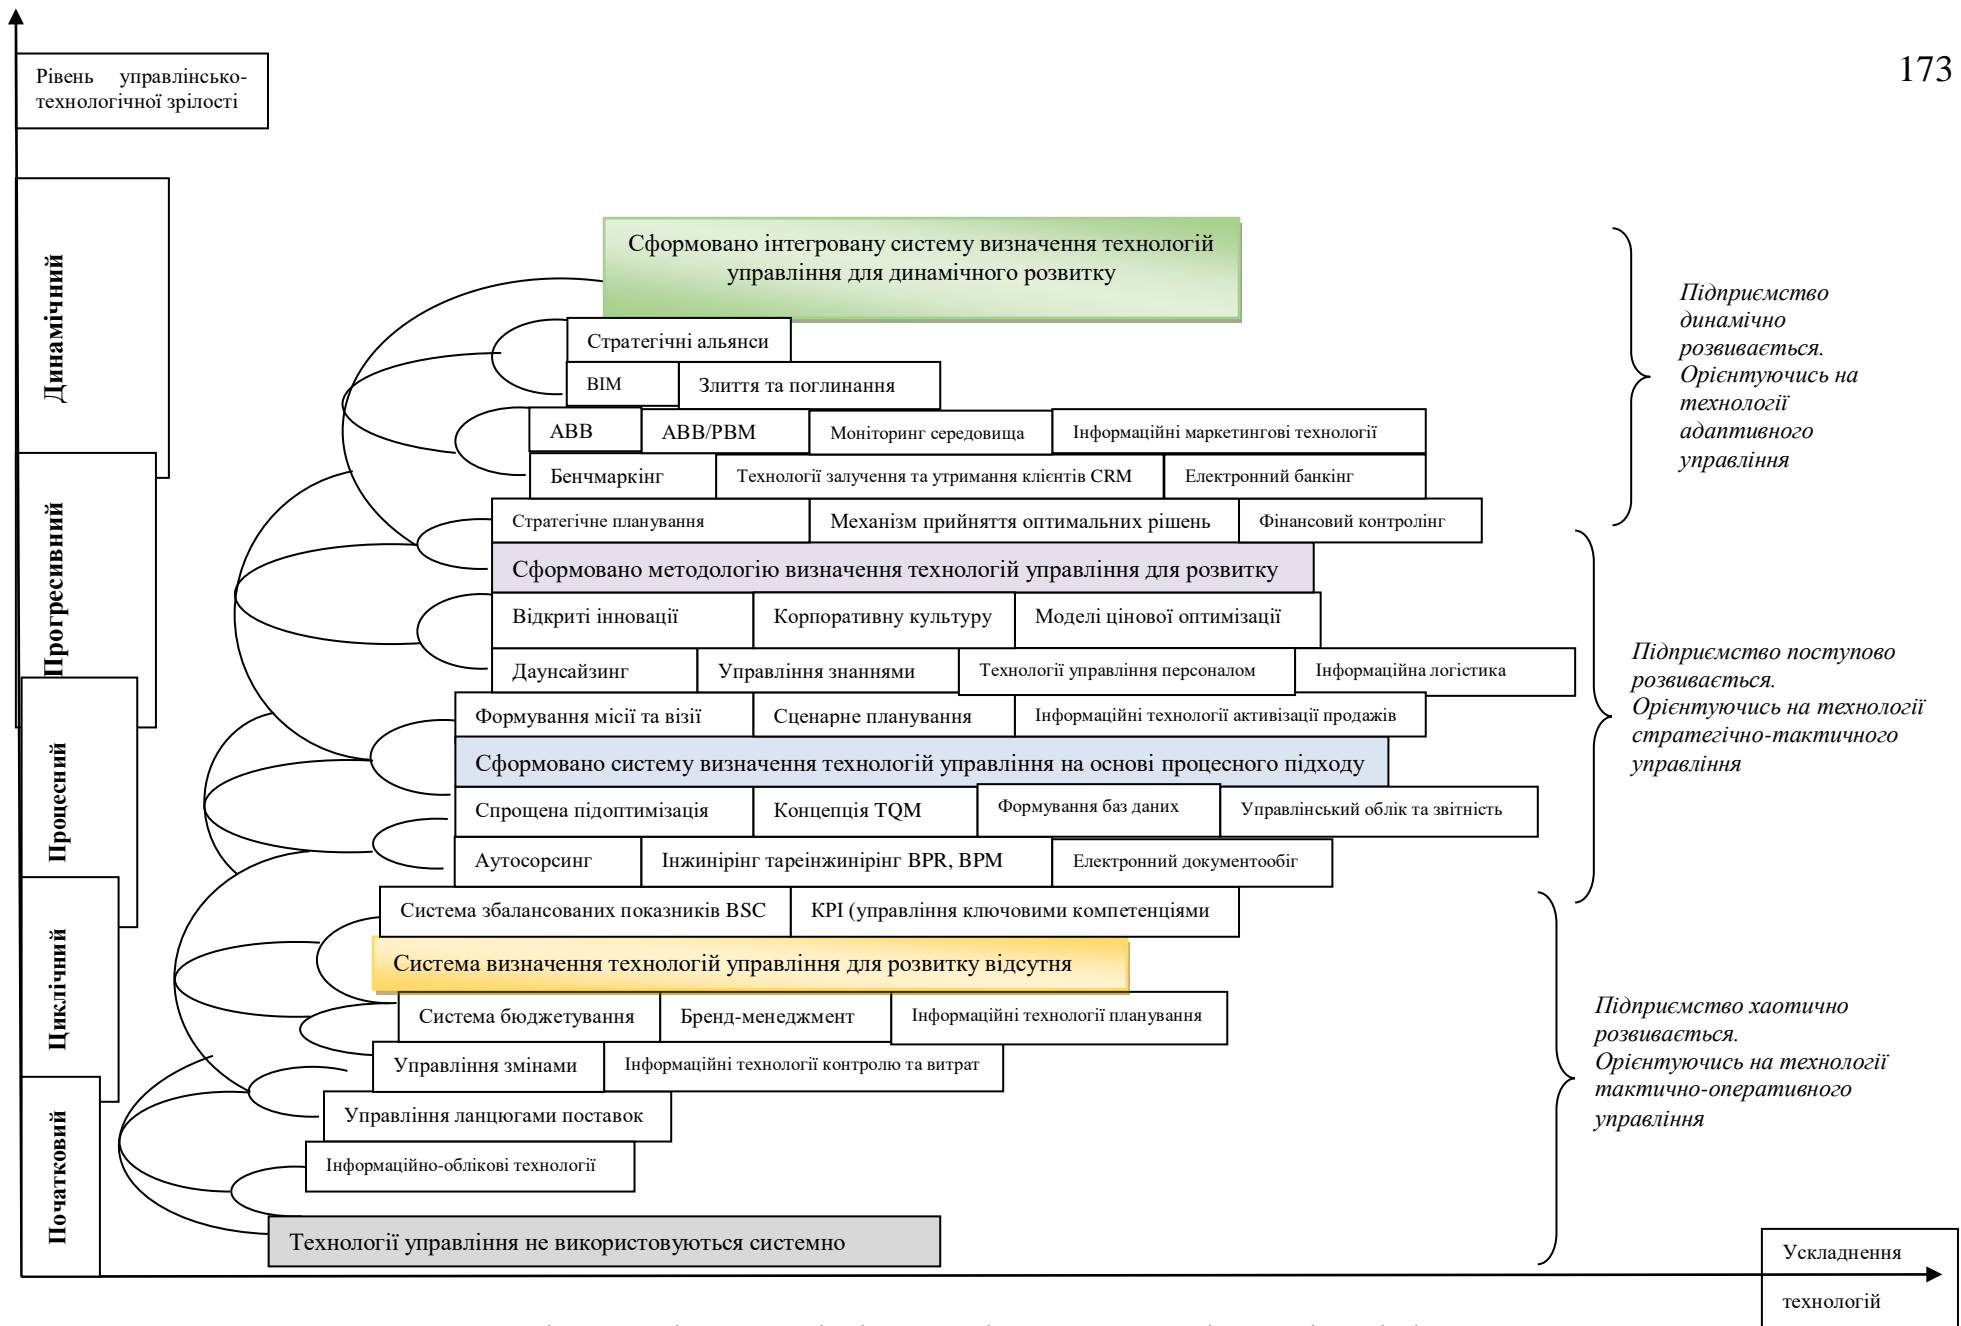 173
Рівень управлінсько-
технологічної зрілості
Динамічний
Прогресивний
Процесний
Циклічний
Початковий
Сформовано інтегровану систему визначення технологій
управління для динамічного розвитку
Стратегічні альянси
ВІМ Злиття та поглинання
АВВ АВВ/РВМ Моніторинг середовища Інформаційні маркетингові технології
Бенчмаркінг Технології залучення та утримання клієнтів CRM Електронний банкінг
Стратегічне планування Механізм прийняття оптимальних рішень Фінансовий контролінг
Сформовано методологію визначення технологій управління для розвитку
Відкриті інновації Корпоративну культуру Моделі цінової оптимізації
Даунсайзинг Управління знаннями Технології управління персоналом Інформаційна логістика
Формування місії та візії Сценарне планування Інформаційні технології активізації продажів
Сформовано систему визначення технологій управління на основі процесного підходу
Спрощена підоптимізація Концепція TQM Формування баз даних Управлінський облік та звітність
Аутосорсинг Інжинірінг тареінжинірінг BPR, BPM Електронний документообіг
Система збалансованих показників BSC КРІ (управління ключовими компетенціями
Система визначення технологій управління для розвитку відсутня
Система бюджетування Бренд-менеджмент Інформаційні технології планування
Управління змінами Інформаційні технології контролю та витрат
Управління ланцюгами поставок
Інформаційно-облікові технології
Технології управління не використовуються системно
Підприємство
динамічно
розвивається.
Орієнтуючись на
технології
адаптивного
управління
Підприємство поступово
розвивається.
Орієнтуючись на технології
стратегічно-тактичного
управління
Підприємство хаотично
розвивається.
Орієнтуючись на технології
тактично-оперативного
управління
Ускладнення
технологій